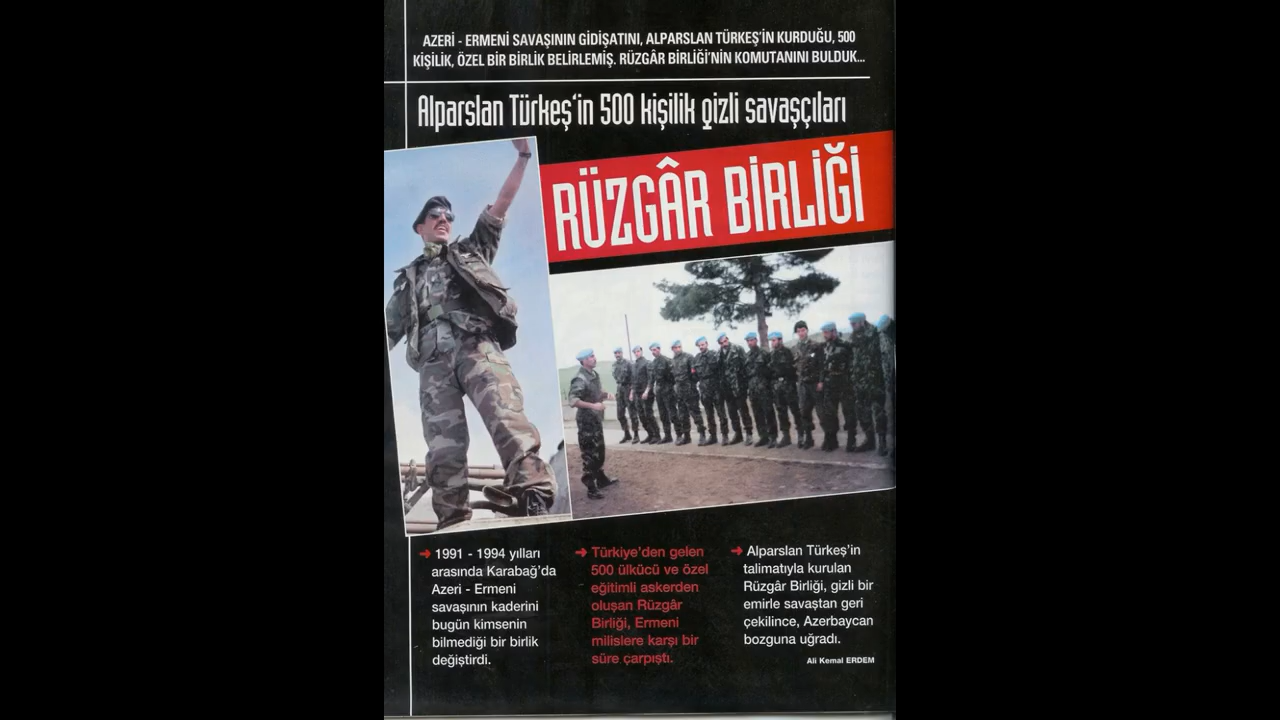 AZERİ - ERMENİ SAVAŞININ GİDİŞATINI, ALPARSLAN TÜRKEŞ'İN KURDUĞU, 500
KİŞİLİK, ÖZEL BİR BİRLİK BELİRLEMİŞ. RÜZGÂR BİRLİĞİ'NİN KOMUTANINI BULDUK...
Alparslan Türkeş'in 500 kişilik gizli savaşçıları
RÜZGÂR BİRLİĞİ
1991 - 1994 yılları
arasında Karabağ'da
Azeri - Ermeni
savaşının kaderini
bugün kimsenin
bilmediği bir birlik
değiştirdi.
Türkiye'den gelen
500 ülkücü ve özel
eğitimli askerden
oluşan Rüzgâr
Birliği, Ermeni
milislere karşı bir
süre çarpıştı.
Alparslan Türkeş'in
talimatıyla kurulan
Rüzgâr Birliği, gizli bir
emirle savaştan geri
çekilince, Azerbaycan
bozguna uğradı.
Ali Kemal ERDEM